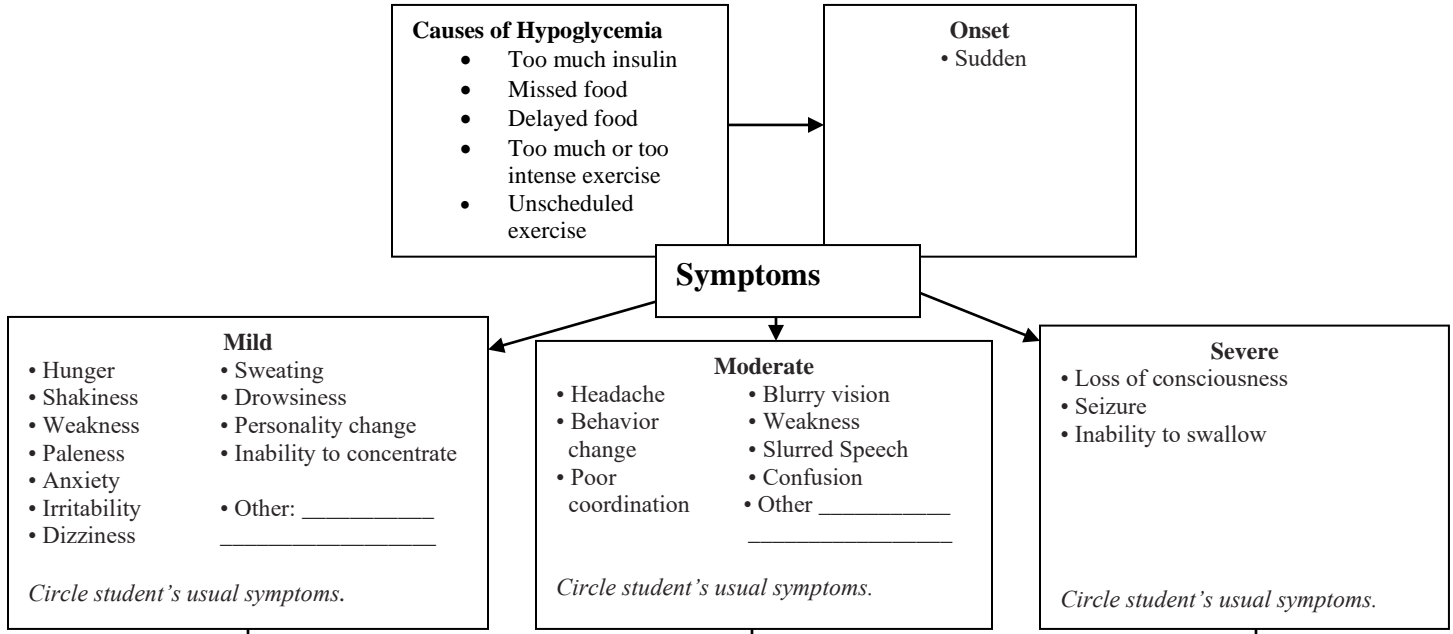 Causes of Hypoglycemia
• Too much insulin
• Missed food
• Delayed food
• Too much or too
intense exercise
• Unscheduled
exercise
Onset
• Sudden
Symptoms
Mild
• Hunger
• Shakiness
• Weakness
• Paleness
• Anxiety
• Irritability
• Dizziness
• Sweating
• Drowsiness
• Personality change
• Inability to concentrate
• Other: ___________
__________________
Circle student’s usual symptoms.
Moderate
• Headache
• Behavior
change
• Poor
coordination
• Blurry vision
• Weakness
• Slurred Speech
• Confusion
• Other ___________
_________________
Circle student’s usual symptoms.
Severe
• Loss of consciousness
• Seizure
• Inability to swallow
Circle student’s usual symptoms.